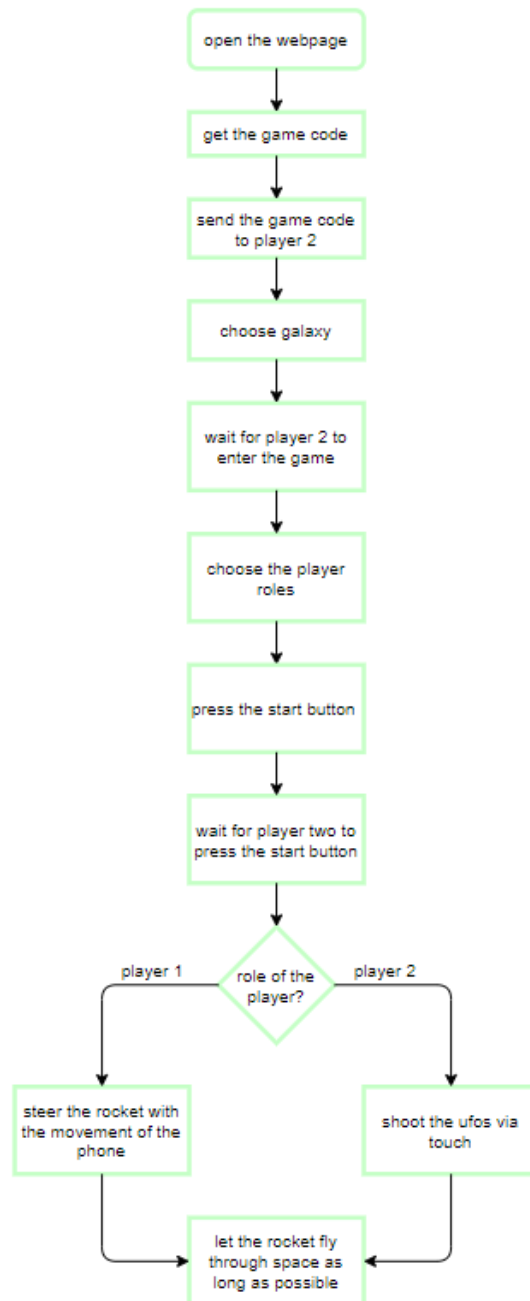 open the webpage
get the game code
send the game code
to player 2
choose galaxy
wait for player 2 to
enter the game
choose the player
roles
press the start button
wait for player two to
press the start button
player 1
role of the
player?
player 2
steer the rocket with
the movement of the
phone
shoot the ufos via
touch
let the rocket fly
through space as
long as possible